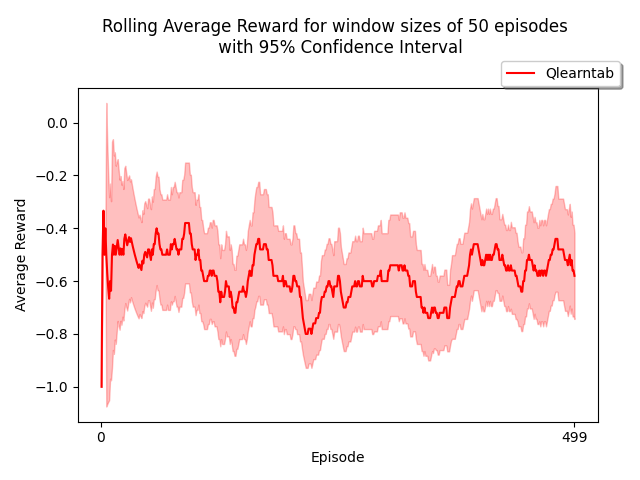 Rolling Average Reward for window sizes of 50 episodes
with 95% Confidence Interval
Qlearntab
0.0
−0.2
−0.4
−0.6
−0.8
−1.0
Average Reward
0
499
Episode